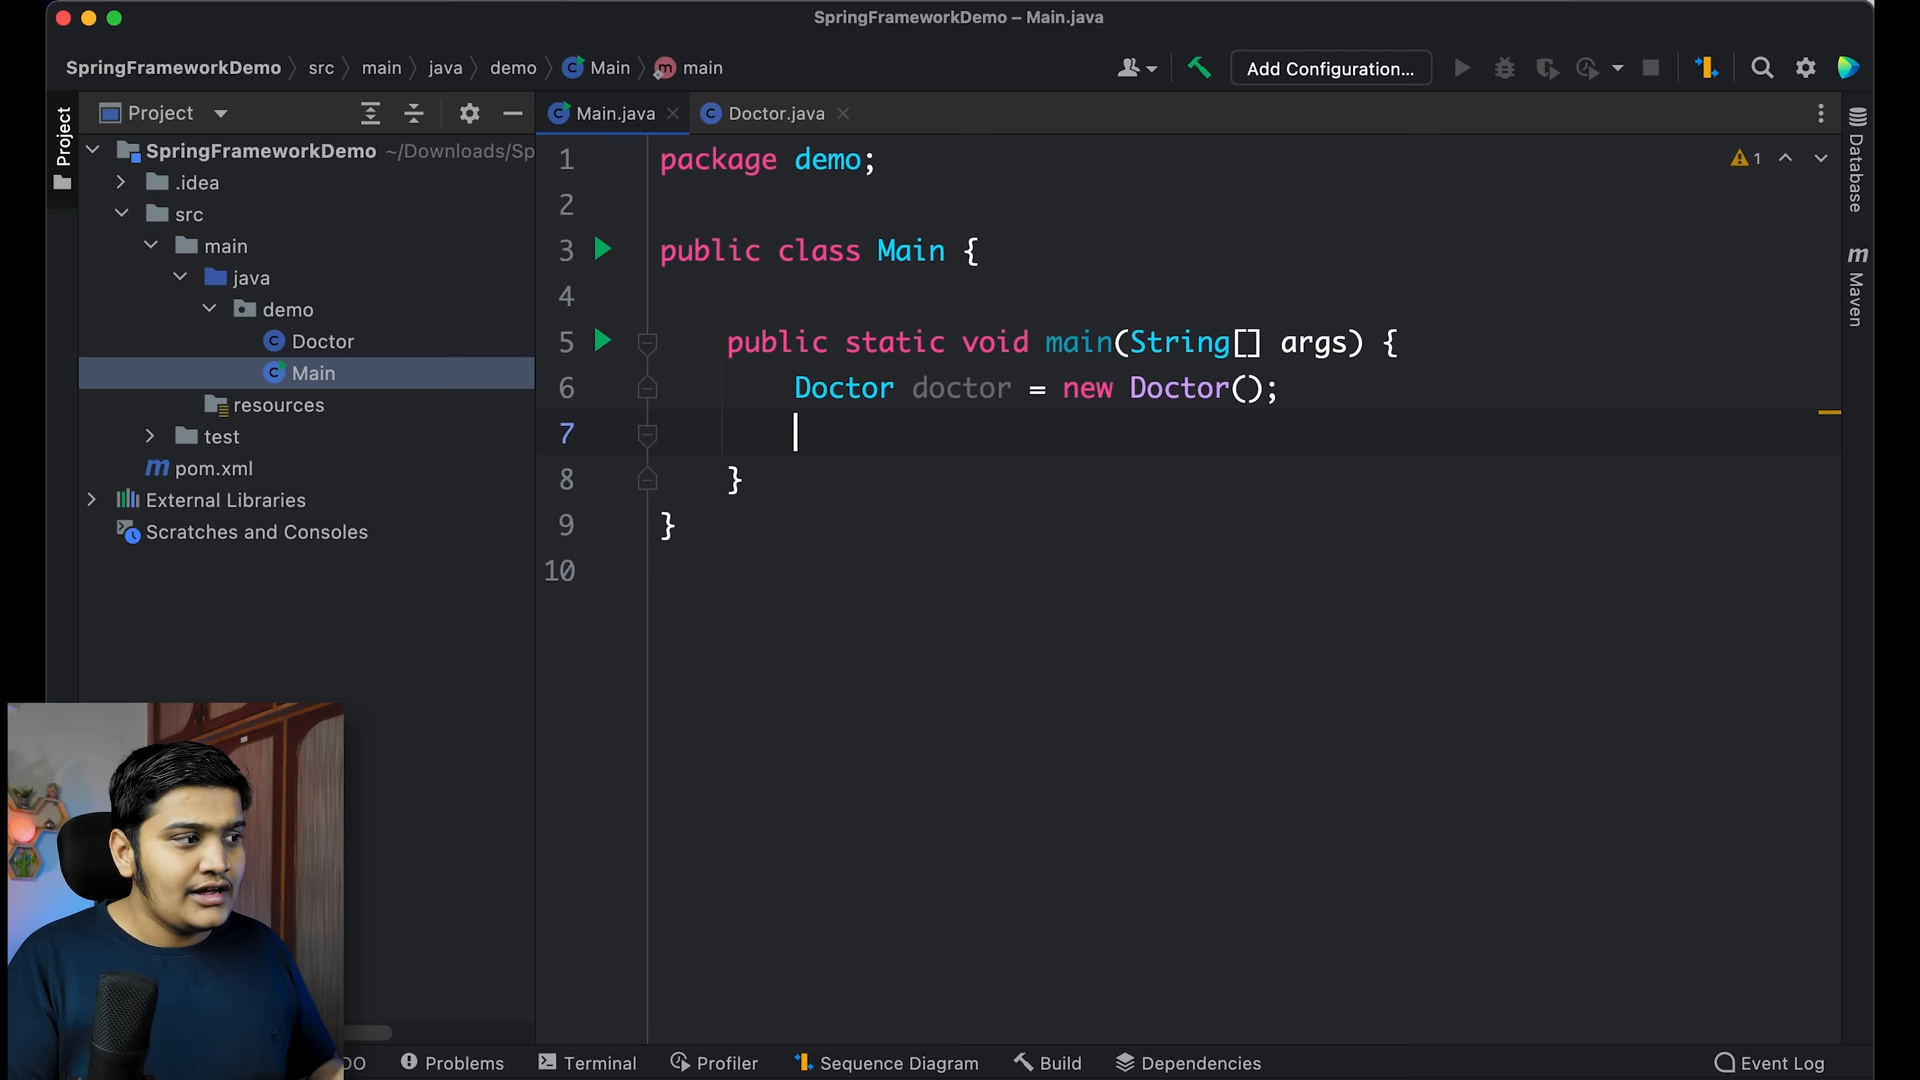 SpringFrameworkDemo – Main.java
SpringFrameworkDemo src main java demo Main main
Add Configuration...
Project
Project
Main.java
Doctor.java
SpringFrameworkDemo ~/Downloads/Sp
.idea
src
main
java
demo
Doctor
Main
resources
test
pom.xml
External Libraries
Scratches and Consoles
1 package demo;
2
3 public class Main {
4
5 public static void main(String[] args) {
6 Doctor doctor = new Doctor();
7
8 }
9 }
10
1
Database
Maven
DO
Problems
Terminal
Profiler
Sequence Diagram
Build
Dependencies
Event Log